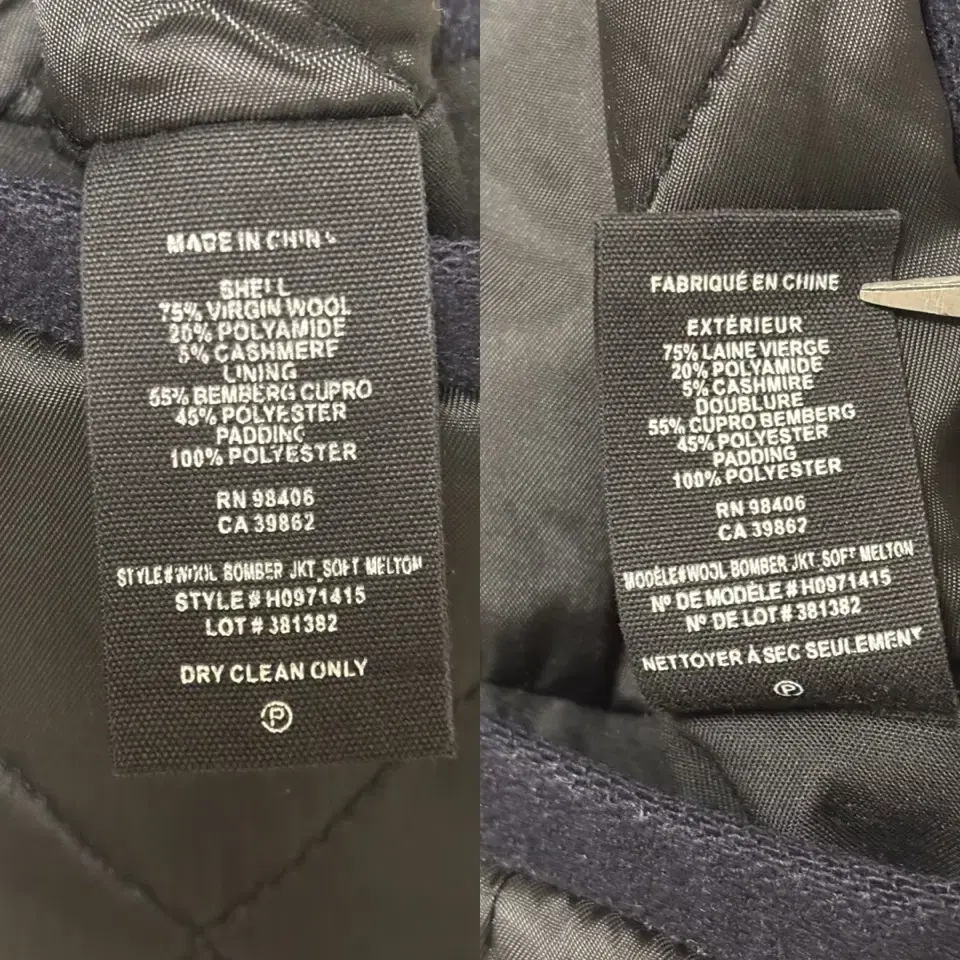 MADE IN CHINA
SHELL
75% VIRGIN WOOL
20% POLYAMIDE
5% CASHMERE
LINING
55% BEMBERG CUPRO
45% POLYESTER
PADDING
100% POLYESTER
RN 98406
CA 39862
STYLE#WOOL BOMBER JKT_SOFT MELTON
STYLE # H0971415
LOT # 381382
DRY CLEAN ONLY
P
FABRIQUÉ EN CHINE
EXTÉRIEUR
75% LAINE VIERGE
20% POLYAMIDE
5% CASHMIRE
DOUBLURE
55% CUPRO BEMBERG
45% POLYESTER
PADDING
100% POLYESTER
RN 98406
CA 39862
MODÈLE#WOOL BOMBER JKT_SOFT MELTON
Nº DE MODÈLE # H0971415
Nº DE LOT # 381382
NETTOYER À SEC SEULEMENT
P